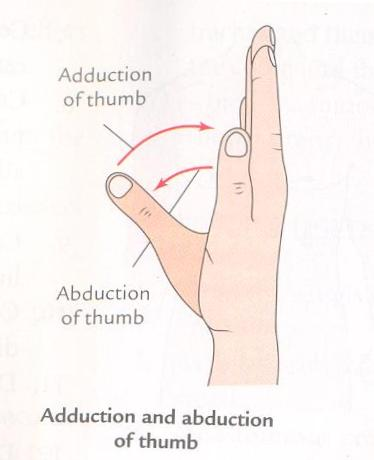 Adduction
of thumb
Abduction
of thumb
Adduction and abduction
of thumb